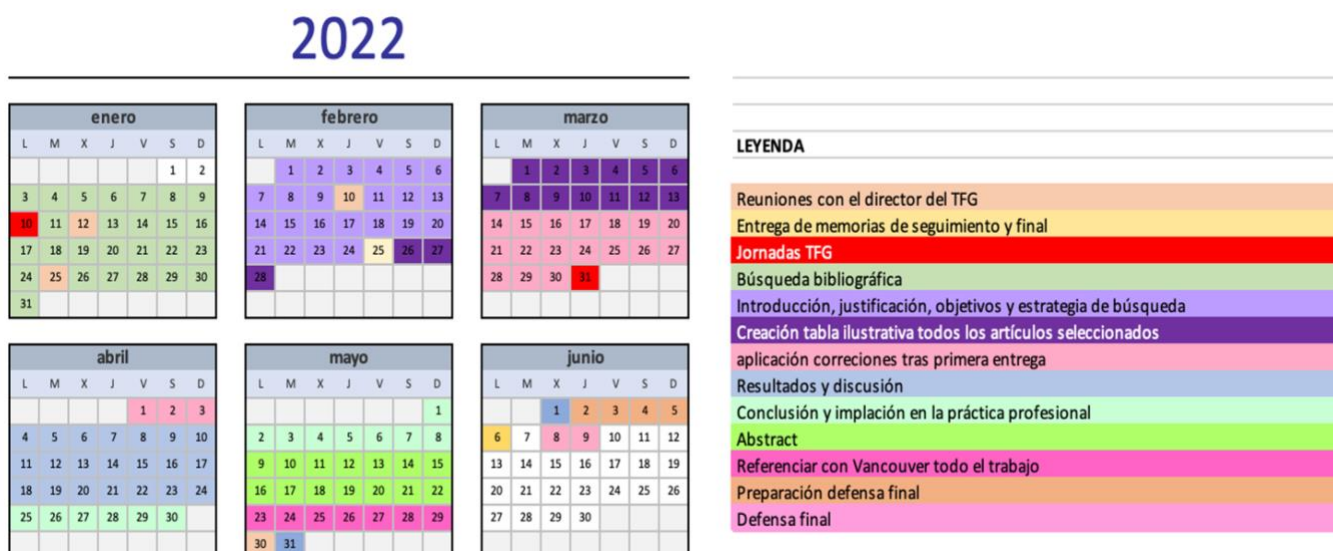 2022
enero febrero marzo
L M X J V S D L M X J V S D L M X J V S D
1 2 1 2 3 4 5 6 1 2 3 4 5 6
3 4 5 6 7 8 9 7 8 9 10 11 12 13 7 8 9 10 11 12 13
10 11 12 13 14 15 16 14 15 16 17 18 19 20 14 15 16 17 18 19 20
17 18 19 20 21 22 23 21 22 23 24 25 26 27 21 22 23 24 25 26 27
24 25 26 27 28 29 30 28 28 29 30 31
31
abril mayo junio
L M X J V S D L M X J V S D L M X J V S D
1 2 3 1 1 2 3 4 5
4 5 6 7 8 9 10 2 3 4 5 6 7 8 6 7 8 9 10 11 12
11 12 13 14 15 16 17 9 10 11 12 13 14 15 13 14 15 16 17 18 19
18 19 20 21 22 23 24 16 17 18 19 20 21 22 20 21 22 23 24 25 26
25 26 27 28 29 30 23 24 25 26 27 28 29 27 28 29 30
30 31
LEYENDA
Reuniones con el director del TFG
Entrega de memorias de seguimiento y final
Jornadas TFG
Búsqueda bibliográfica
Introducción, justificación, objetivos y estrategia de búsqueda
Creación tabla ilustrativa todos los artículos seleccionados
aplicación correciones tras primera entrega
Resultados y discusión
Conclusión y implación en la práctica profesional
Abstract
Referenciar con Vancouver todo el trabajo
Preparación defensa final
Defensa final